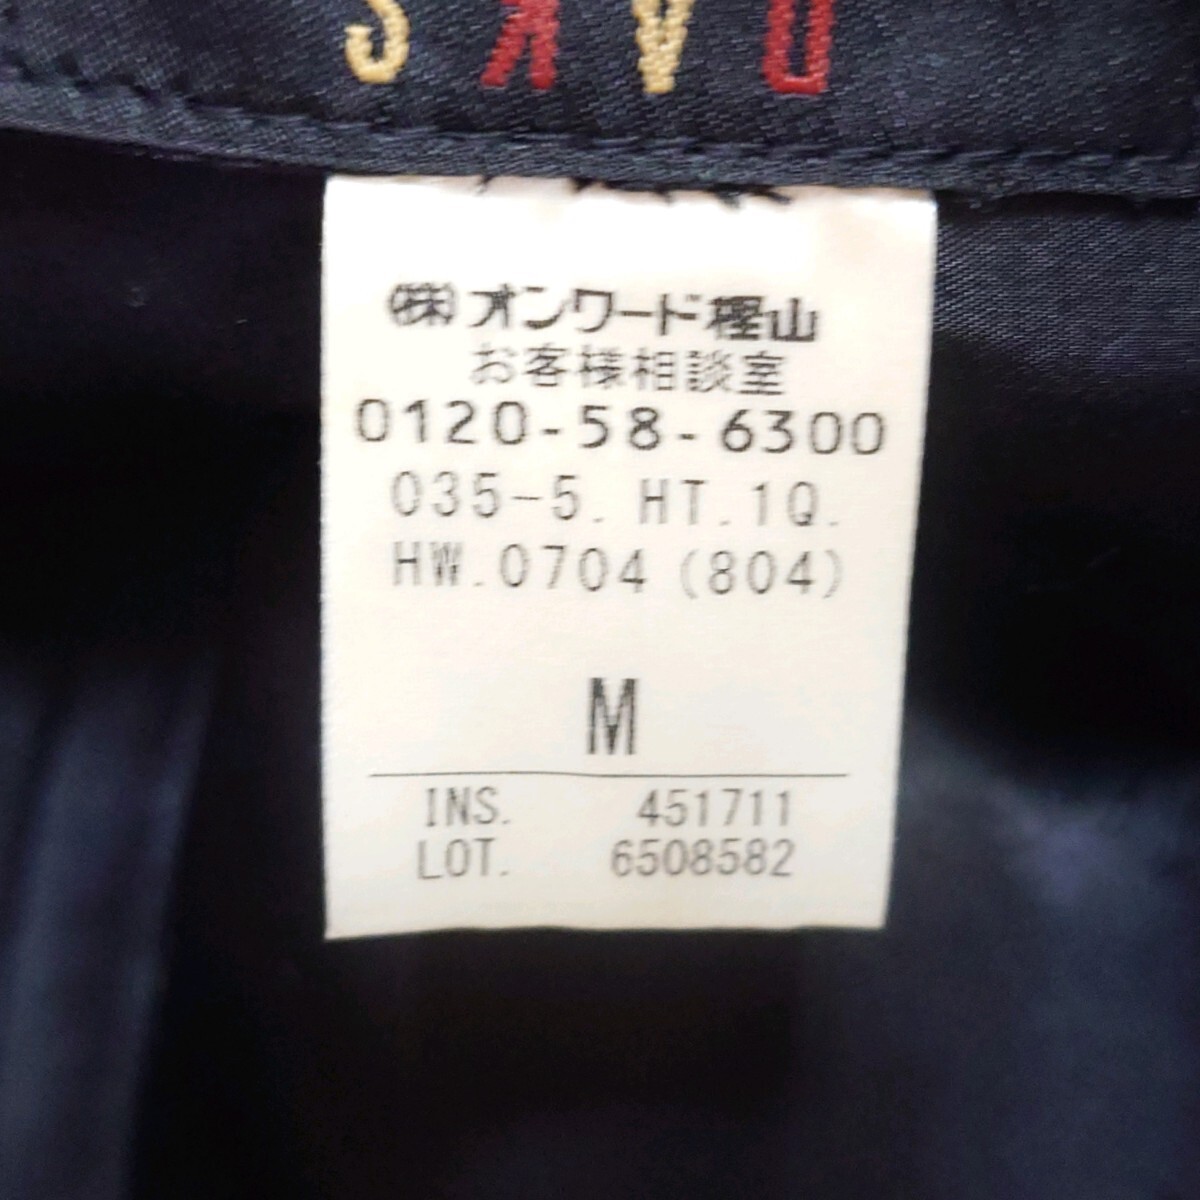 DAKS
㈱オンワード樫山
お客様相談室
0120-58-6300
035-5. HT.1Q.
HW.0704(804)
M
INS. 451711
LOT. 6508582